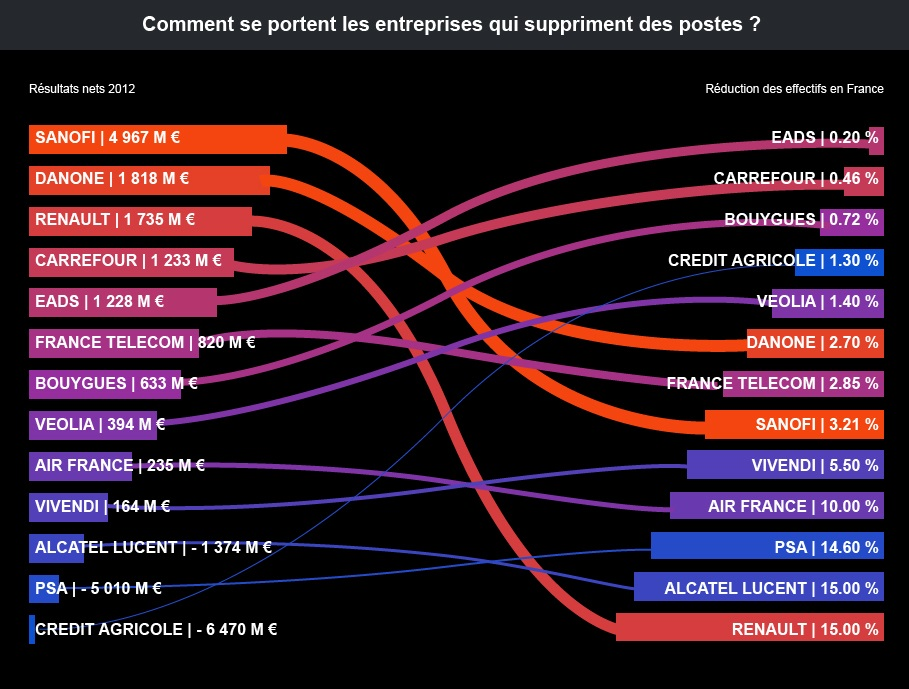 Comment se portent les entreprises qui suppriment des postes ?
Résultats nets 2012
Réduction des effectifs en France
SANOFI | 4 967 M €
DANONE | 1 818 M €
RENAULT | 1 735 M €
CARREFOUR | 1 233 M €
EADS | 1 228 M €
FRANCE TELECOM | 820 M €
BOUYGUES | 633 M €
VEOLIA | 394 M €
AIR FRANCE | 235 M €
VIVENDI | 164 M €
ALCATEL LUCENT | - 1 374 M €
PSA | - 5 010 M €
CREDIT AGRICOLE | - 6 470 M €
EADS | 0.20 %
CARREFOUR | 0.46 %
BOUYGUES | 0.72 %
CREDIT AGRICOLE | 1.30 %
VEOLIA | 1.40 %
DANONE | 2.70 %
FRANCE TELECOM | 2.85 %
SANOFI | 3.21 %
VIVENDI | 5.50 %
AIR FRANCE | 10.00 %
PSA | 14.60 %
ALCATEL LUCENT | 15.00 %
RENAULT | 15.00 %